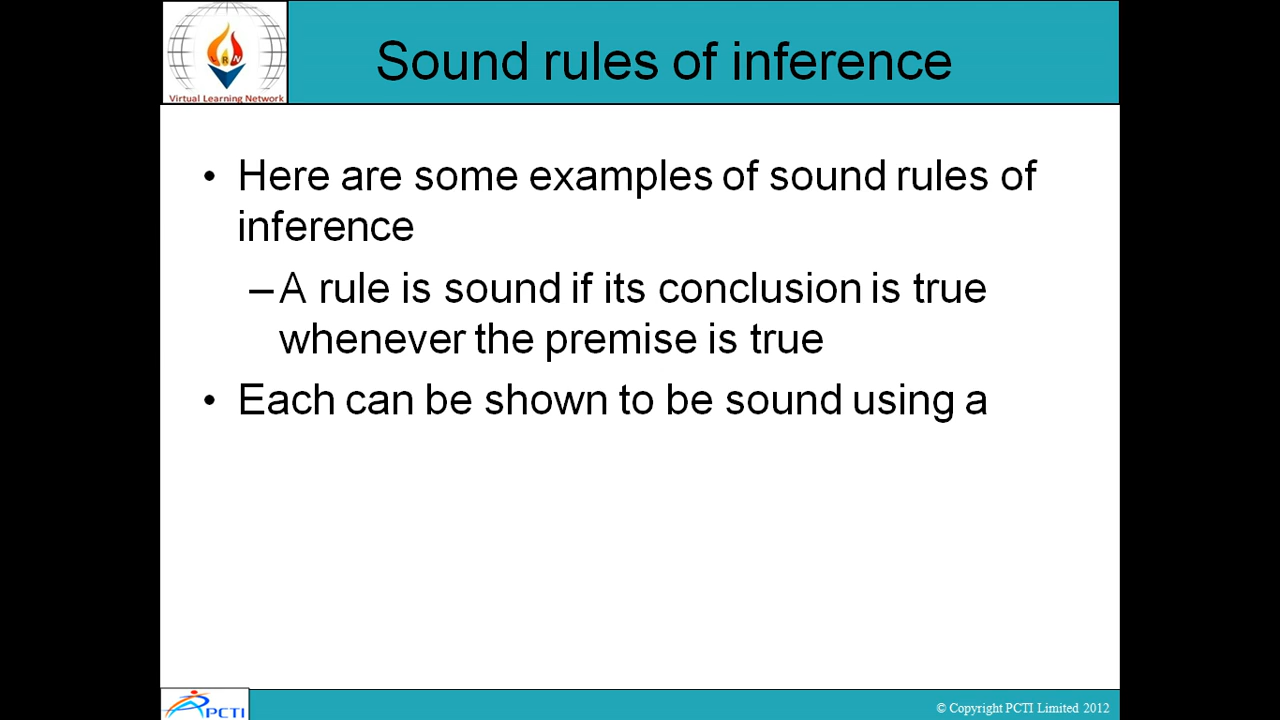 Sound rules of inference
LRN
Virtual Learning Network
• Here are some examples of sound rules of
inference
– A rule is sound if its conclusion is true
whenever the premise is true
• Each can be shown to be sound using a
PCTI
© Copyright PCTI Limited 2012